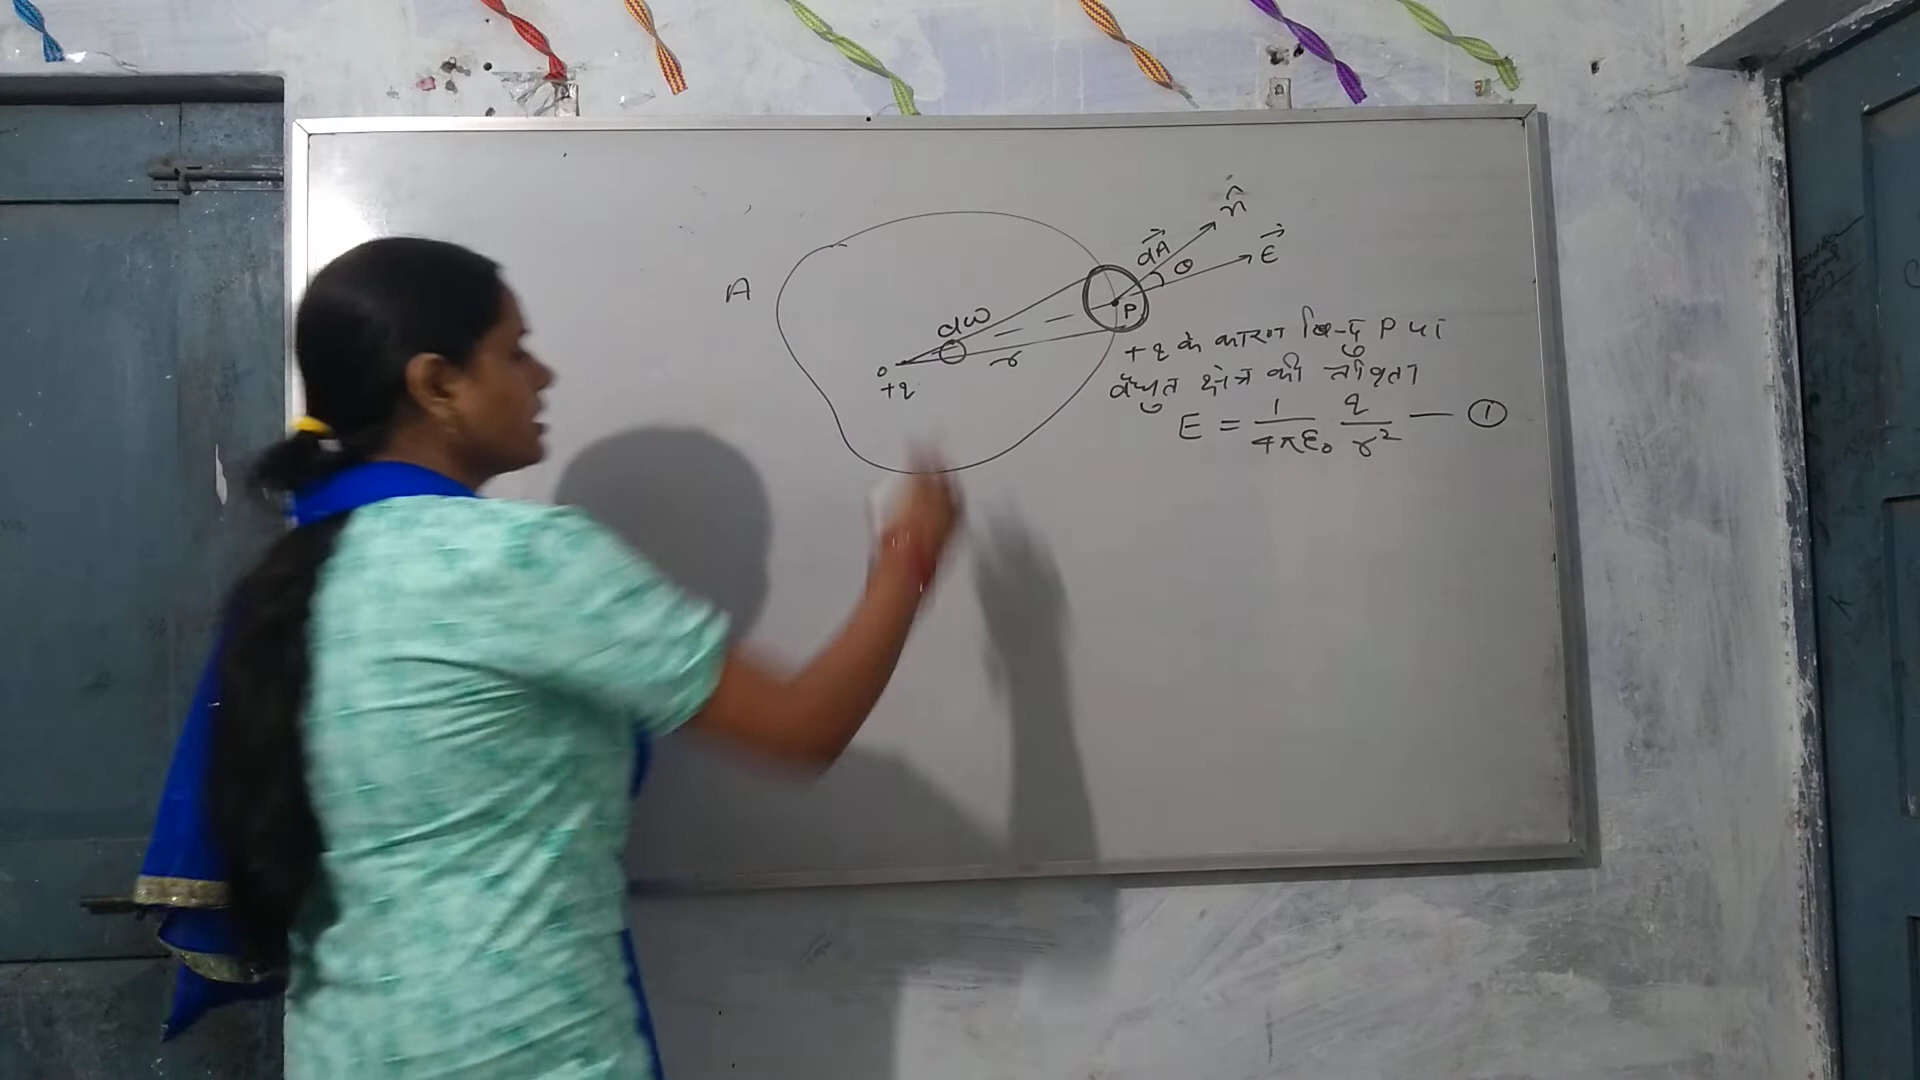 n̂
dA⃗
θ
E⃗
A
P
dω
r
o
+q
+q के कारण बिन्दु P पर
वैद्युत क्षेत्र की तीव्रता
E = 1/4πε₀ q/r² — ①